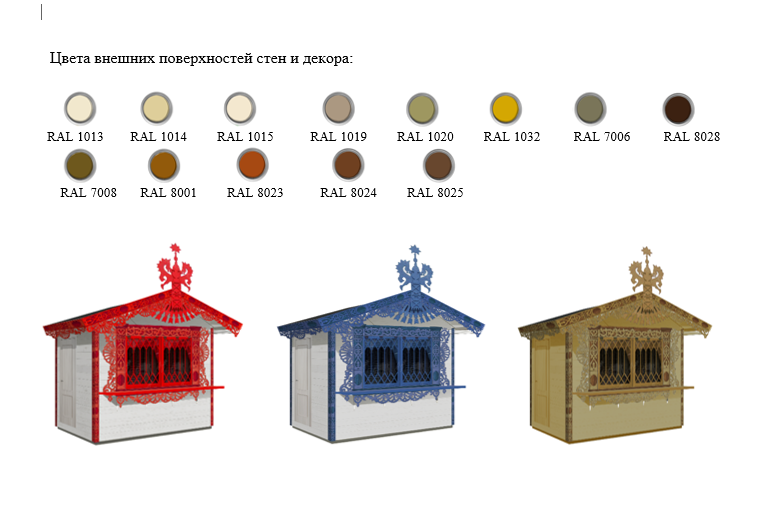 Цвета внешних поверхностей стен и декора:
RAL 1013 RAL 1014 RAL 1015 RAL 1019 RAL 1020 RAL 1032 RAL 7006 RAL 8028
RAL 7008 RAL 8001 RAL 8023 RAL 8024 RAL 8025